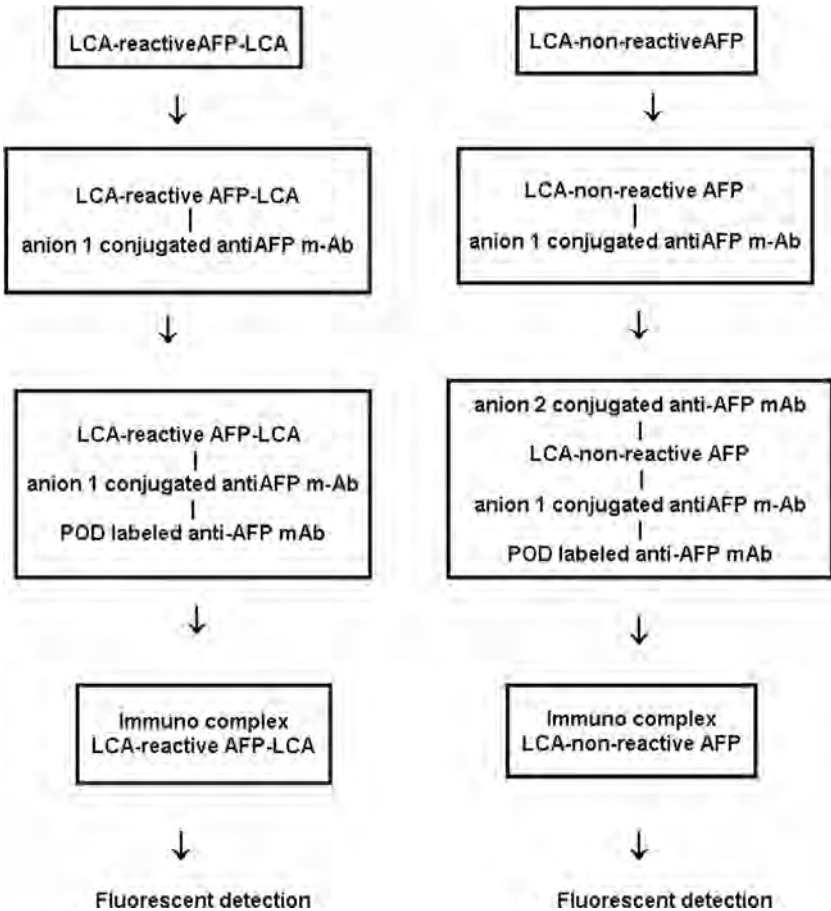 LCA-reactiveAFP-LCA
↓
LCA-reactive AFP-LCA
|
anion 1 conjugated antiAFP m-Ab
↓
LCA-reactive AFP-LCA
|
anion 1 conjugated antiAFP m-Ab
|
POD labeled anti-AFP mAb
↓
Immuno complex
LCA-reactive AFP-LCA
↓
Fluorescent detection
LCA-non-reactiveAFP
↓
LCA-non-reactive AFP
|
anion 1 conjugated antiAFP m-Ab
↓
anion 2 conjugated anti-AFP mAb
|
LCA-non-reactive AFP
|
anion 1 conjugated antiAFP m-Ab
|
POD labeled anti-AFP mAb
↓
Immuno complex
LCA-non-reactive AFP
↓
Fluorescent detection